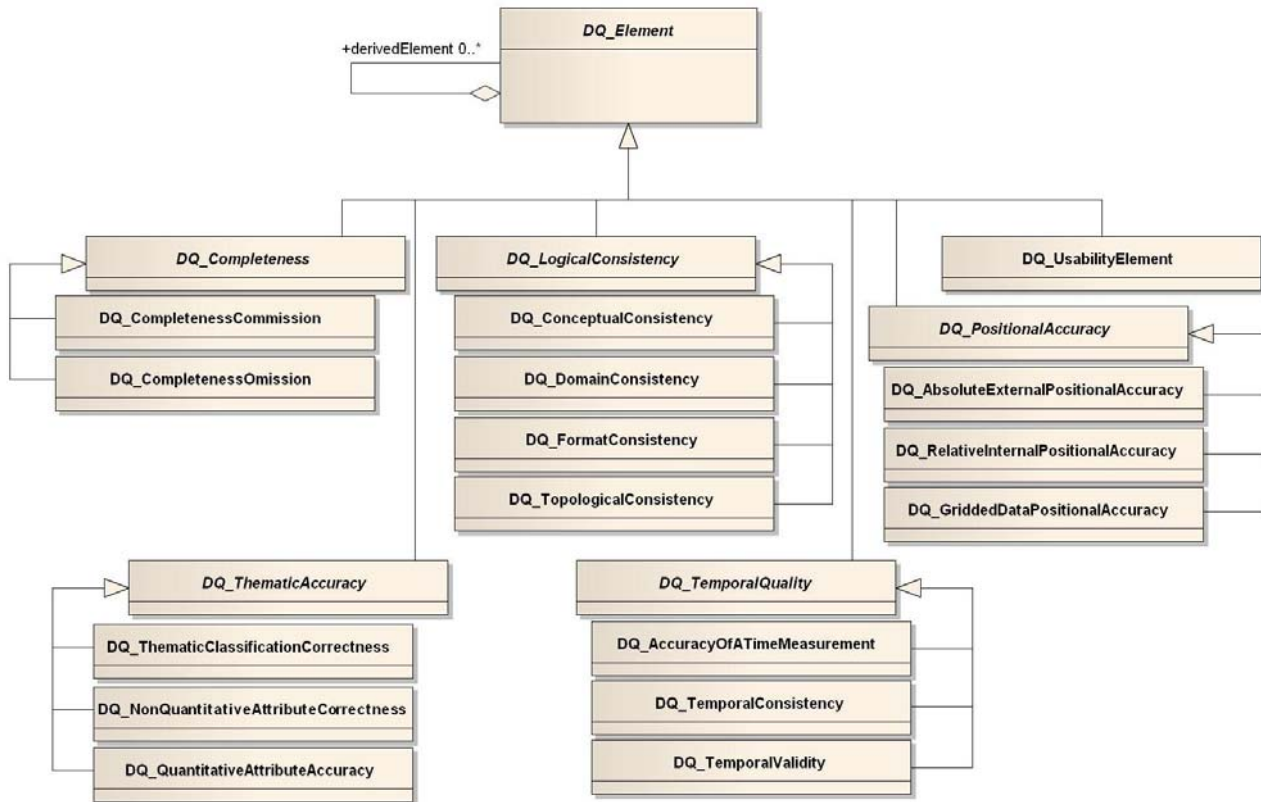 DQ_Element
+derivedElement 0..*
DQ_Completeness
DQ_CompletenessCommission
DQ_CompletenessOmission
DQ_LogicalConsistency
DQ_ConceptualConsistency
DQ_DomainConsistency
DQ_FormatConsistency
DQ_TopologicalConsistency
DQ_UsabilityElement
DQ_PositionalAccuracy
DQ_AbsoluteExternalPositionalAccuracy
DQ_RelativeInternalPositionalAccuracy
DQ_GriddedDataPositionalAccuracy
DQ_ThematicAccuracy
DQ_ThematicClassificationCorrectness
DQ_NonQuantitativeAttributeCorrectness
DQ_QuantitativeAttributeAccuracy
DQ_TemporalQuality
DQ_AccuracyOfATimeMeasurement
DQ_TemporalConsistency
DQ_TemporalValidity